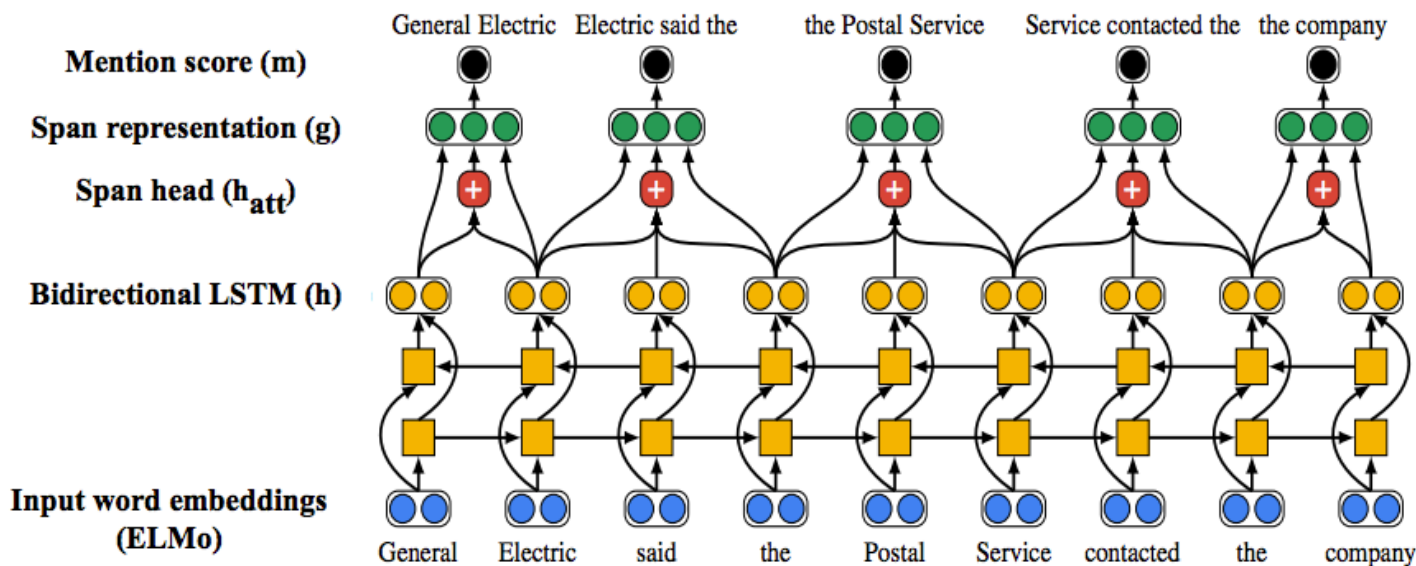 General Electric Electric said the the Postal Service Service contacted the the company
Mention score (m)
Span representation (g)
+ + + + +
Span head (hatt)
Bidirectional LSTM (h)
Input word embeddings
(ELMo)
General Electric said the Postal Service contacted the company